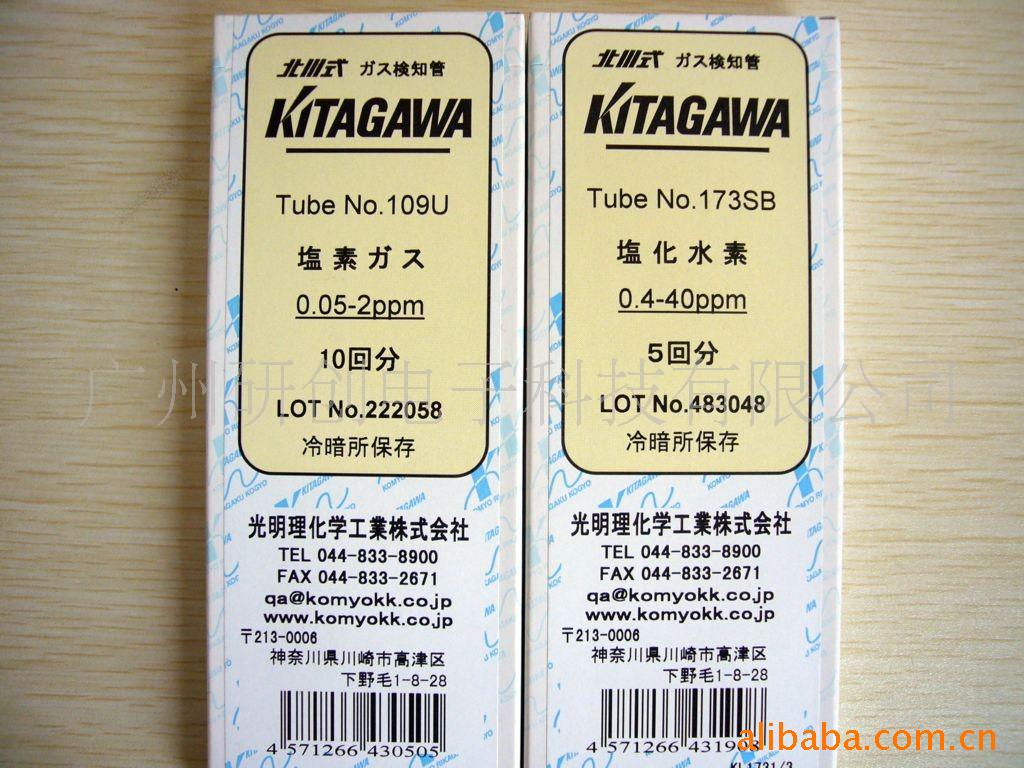 北川式 ガス検知管
KITAGAWA
Tube No.109U
塩素ガス
0.05-2ppm
10回分
LOT No.222058
冷暗所保存
光明理化学工業株式会社
TEL 044-833-8900
FAX 044-833-2671
qa@komyokk.co.jp
www.komyokk.co.jp
〒213-0006
神奈川県川崎市高津区
下野毛1-8-28
4 571266 430505
北川式 ガス検知管
KITAGAWA
Tube No.173SB
塩化水素
0.4-40ppm
5回分
LOT No.483048
冷暗所保存
光明理化学工業株式会社
TEL 044-833-8900
FAX 044-833-2671
qa@komyokk.co.jp
www.komyokk.co.jp
〒213-0006
神奈川県川崎市高津区
下野毛1-8-28
4 571266 431908
KL1731/3
广州研创电子科技有限公司
alibaba.com.cn